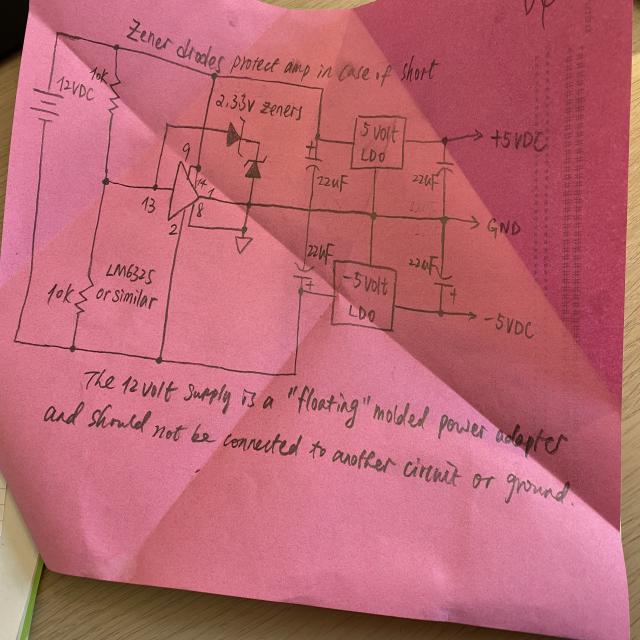 Zener diodes protect amp in case of short
10k
12VDC
2.33v zeners
5 volt
LDO
+5VDC
9
14
22uF
22uF
13
8
2
GND
LM6325
or similar
22uF
22uF
10k
-5 volt
LDO
-5VDC
The 12 volt supply is a "floating" molded power adapter
and should not be connected to another circuit or ground.